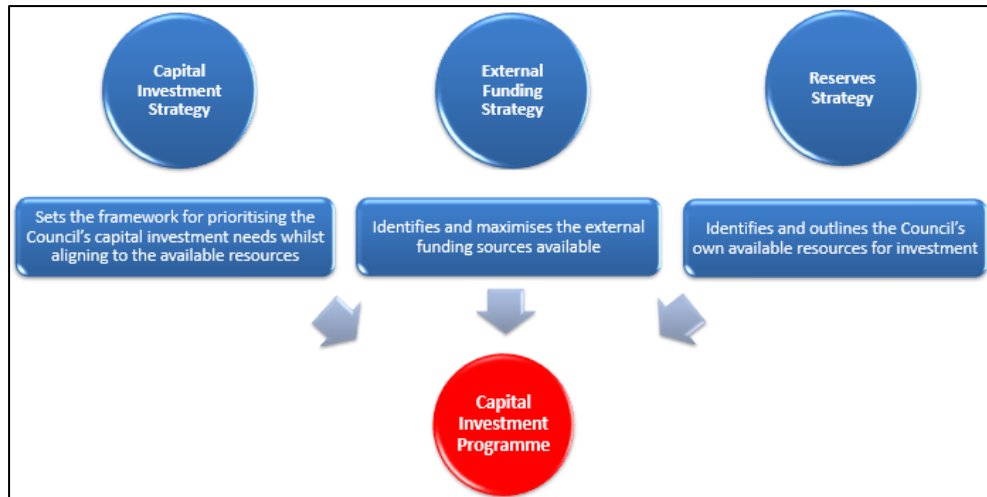 Capital
Investment
Strategy
External
Funding
Strategy
Reserves
Strategy
Sets the framework for prioritising the
Council's capital investment needs whilst
aligning to the available resources
Identifies and maximises the external
funding sources available
Identifies and outlines the Council's
own available resources for investment
Capital
Investment
Programme